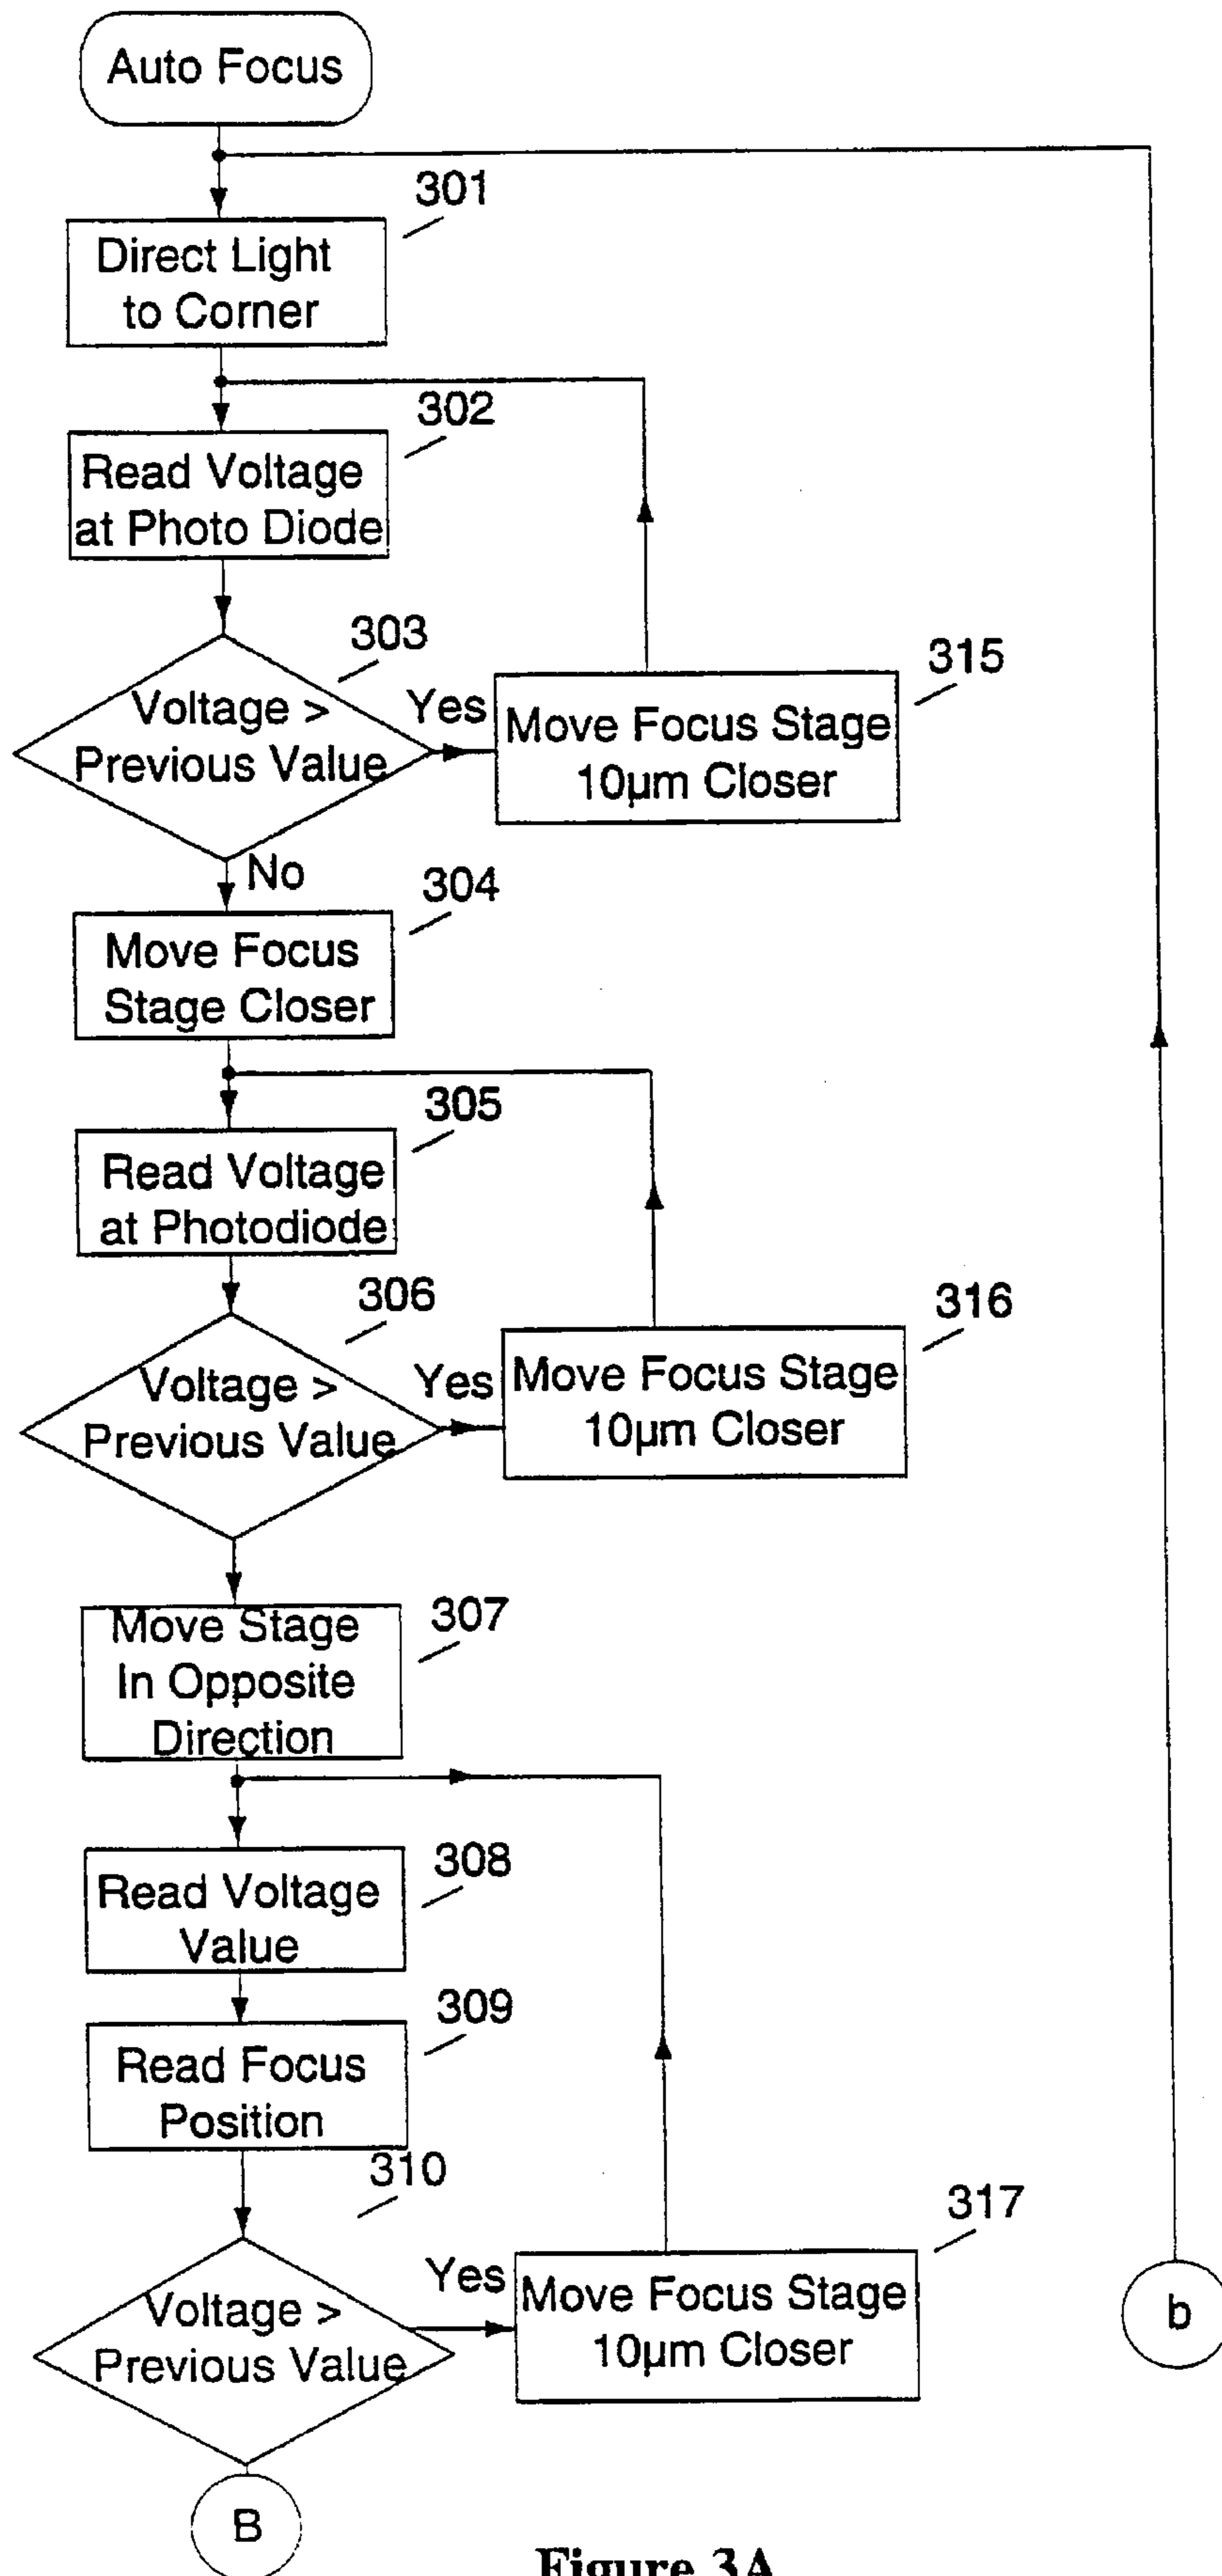 Auto Focus
301
Direct Light
to Corner
302
Read Voltage
at Photo Diode
303
Voltage >
Previous Value
Yes
315
Move Focus Stage
10µm Closer
No
304
Move Focus
Stage Closer
305
Read Voltage
at Photodiode
306
Voltage >
Previous Value
Yes
316
Move Focus Stage
10µm Closer
307
Move Stage
In Opposite
Direction
308
Read Voltage
Value
309
Read Focus
Position
310
Voltage >
Previous Value
Yes
317
Move Focus Stage
10µm Closer
b
B
Figure 3A